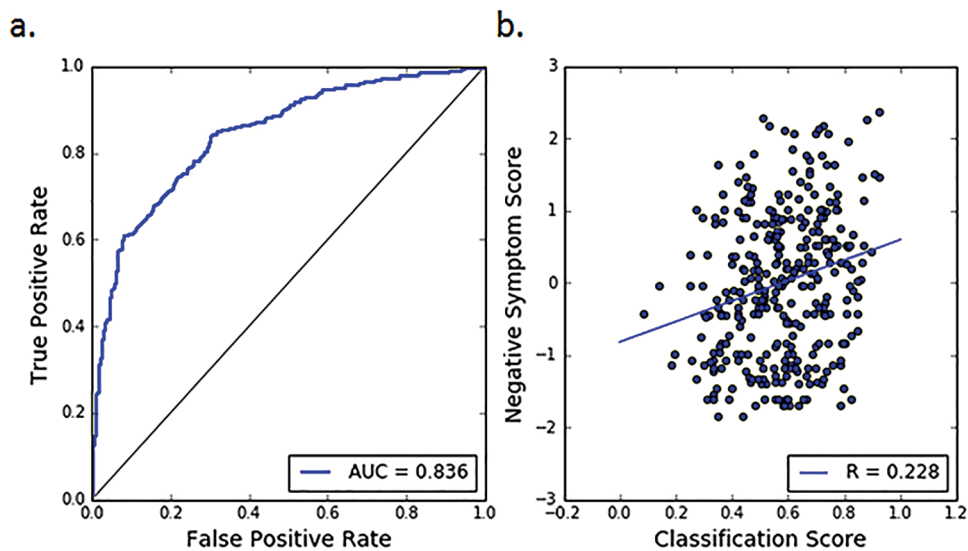 a.
1.0
0.8
0.6
0.4
0.2
0.0
True Positive Rate
AUC = 0.836
0.0 0.2 0.4 0.6 0.8 1.0
False Positive Rate
b.
3
2
1
0
−1
−2
−3
Negative Symptom Score
R = 0.228
−0.2 0.0 0.2 0.4 0.6 0.8 1.0 1.2
Classification Score